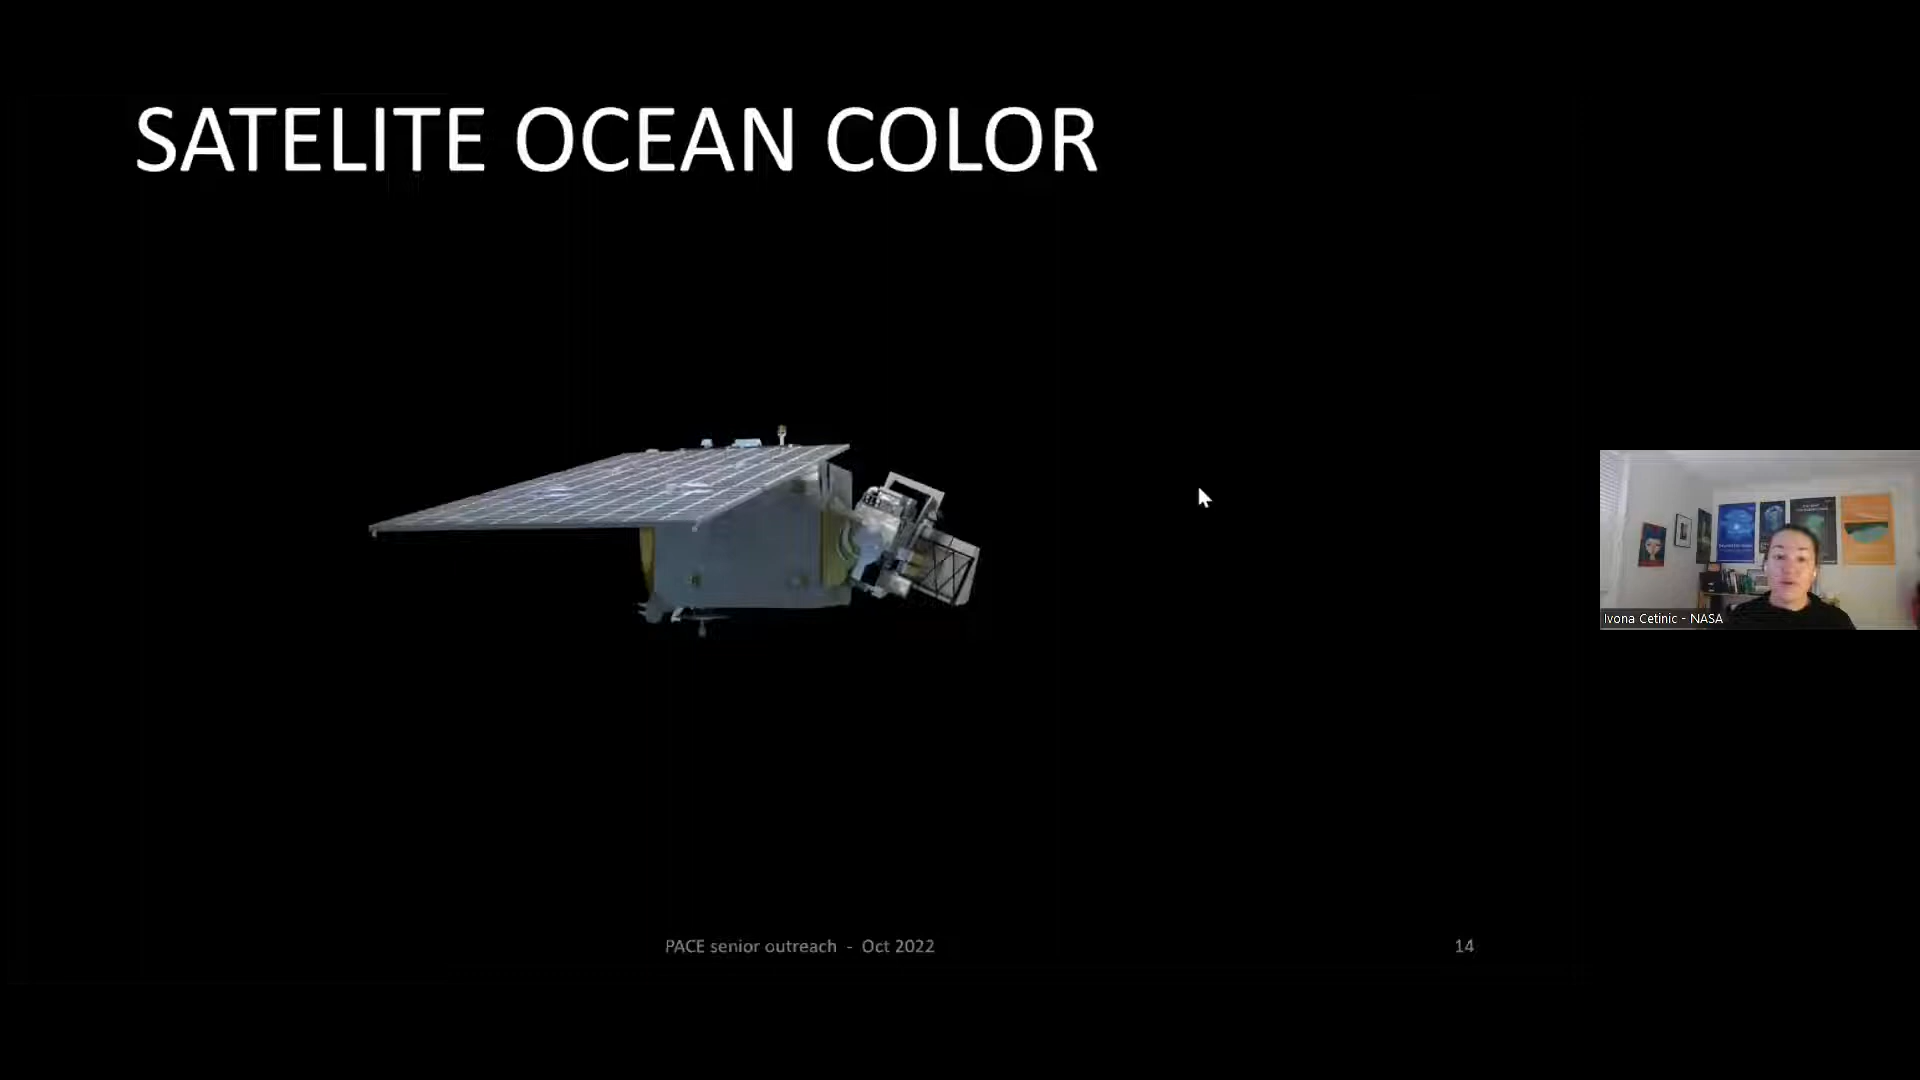 SATELITE OCEAN COLOR
Ivona Cetinic - NASA
PACE senior outreach - Oct 2022
14